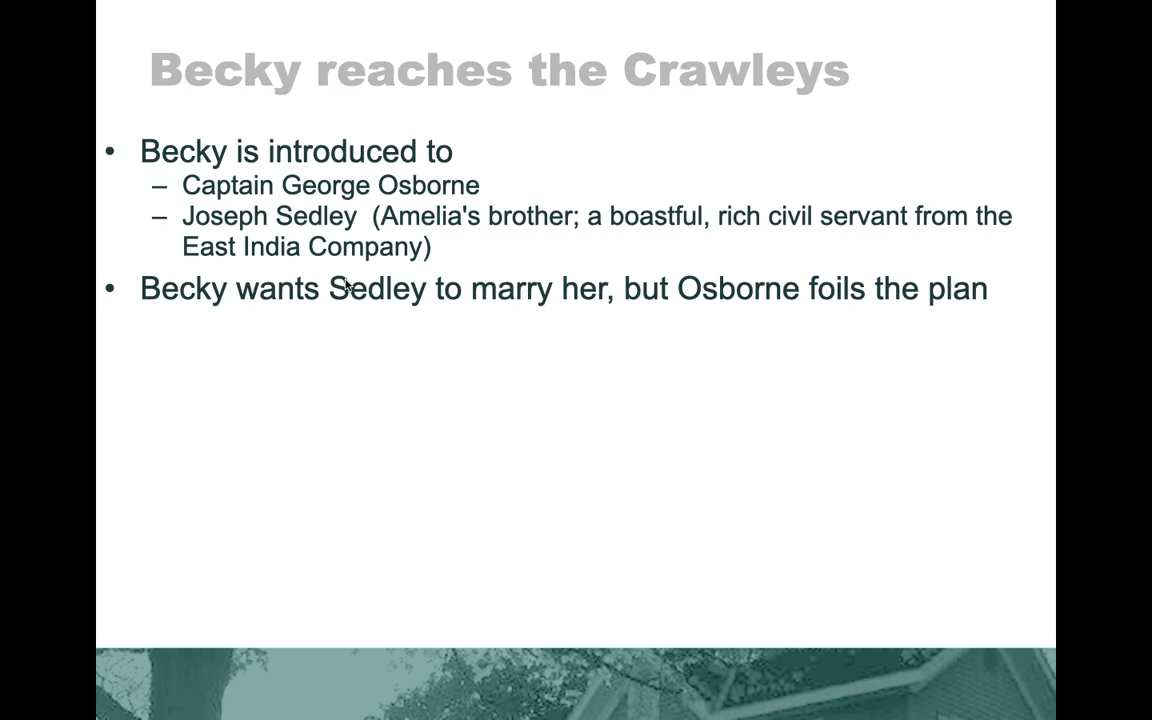 Becky reaches the Crawleys
• Becky is introduced to
– Captain George Osborne
– Joseph Sedley (Amelia's brother; a boastful, rich civil servant from the
East India Company)
• Becky wants Sedley to marry her, but Osborne foils the plan